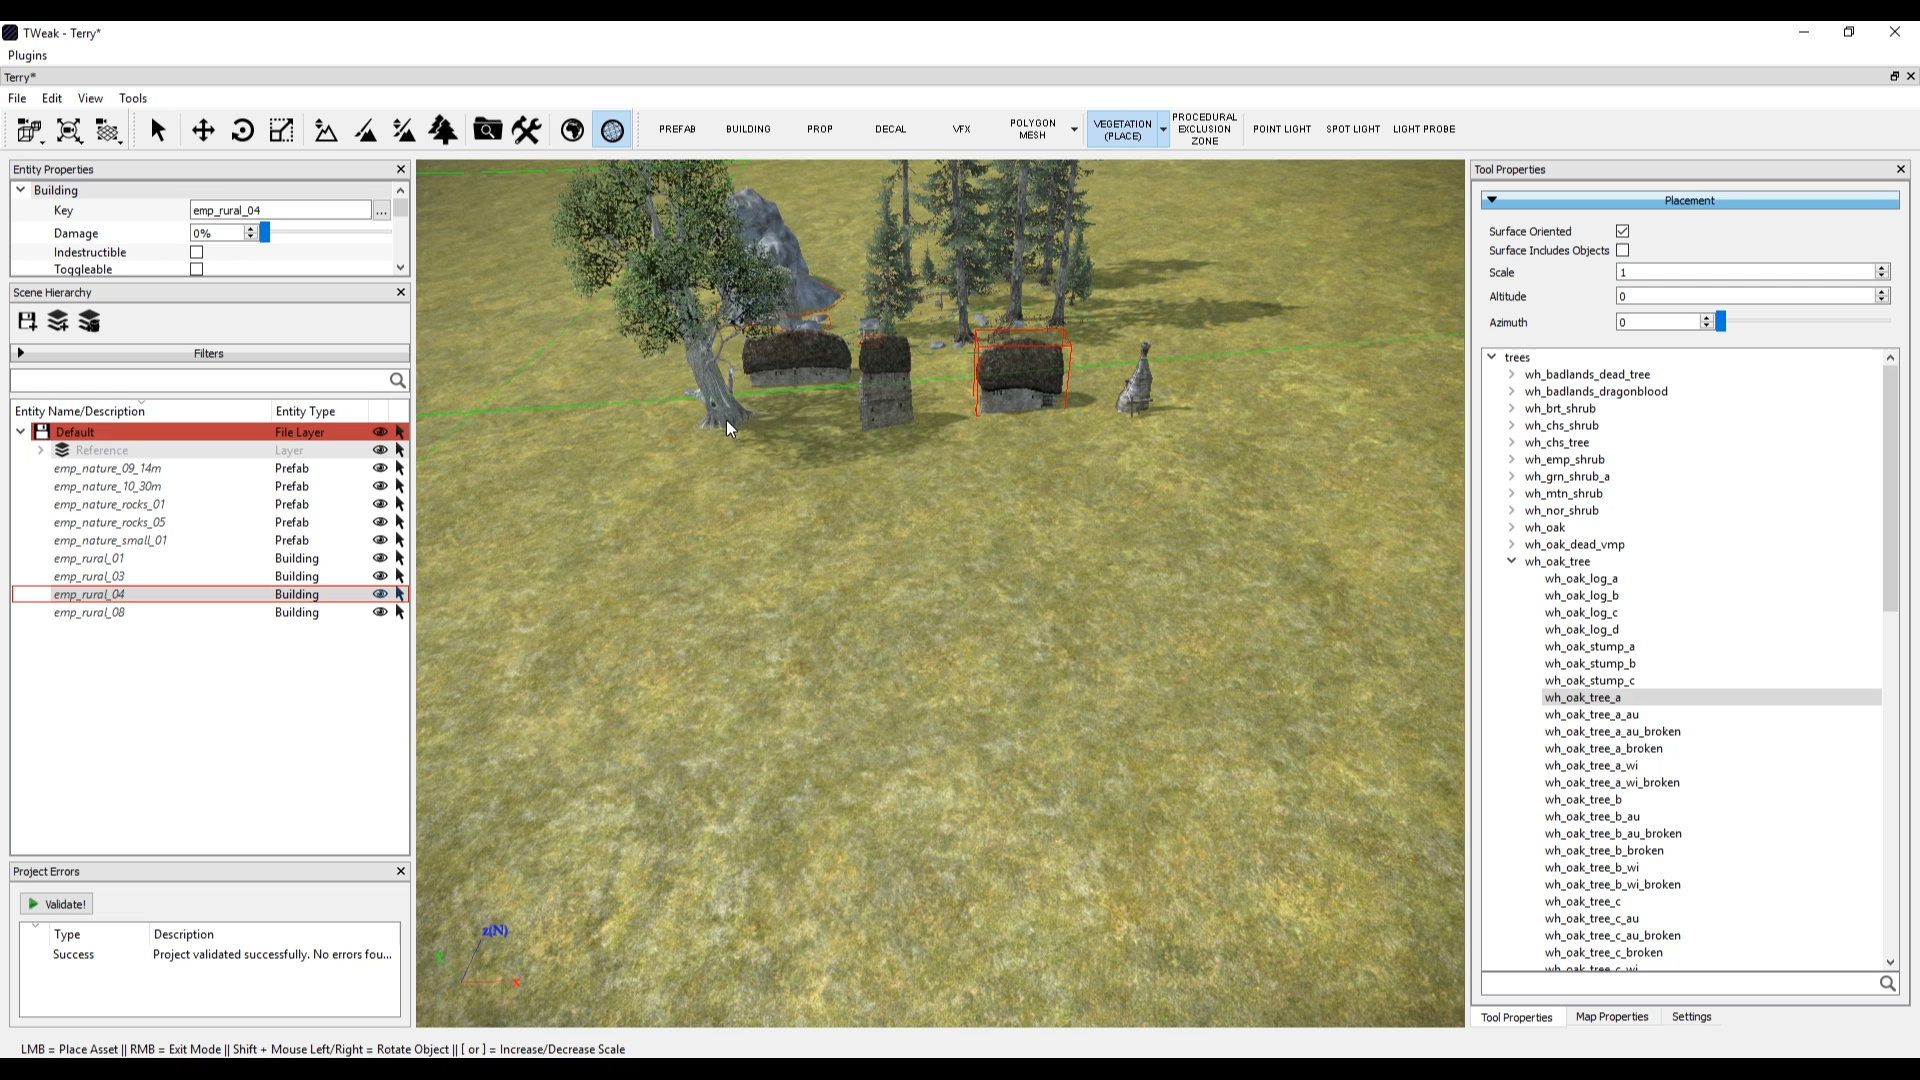 TWeak - Terry*
Plugins
Terry*
File Edit View Tools
PREFAB BUILDING PROP DECAL VFX POLYGON MESH VEGETATION (PLACE) PROCEDURAL EXCLUSION ZONE POINT LIGHT SPOT LIGHT LIGHT PROBE
Entity Properties
Building
Key emp_rural_04 ...
Damage 0%
Indestructible
Toggleable
Scene Hierarchy
Filters
Entity Name/Description Entity Type
Default File Layer
Reference Layer
emp_nature_09_14m Prefab
emp_nature_10_30m Prefab
emp_nature_rocks_01 Prefab
emp_nature_rocks_05 Prefab
emp_nature_small_01 Prefab
emp_rural_01 Building
emp_rural_03 Building
emp_rural_04 Building
emp_rural_08 Building
Project Errors
Validate!
Type Description
Success Project validated successfully. No errors fou...
z(N)
x
Tool Properties
Placement
Surface Oriented
Surface Includes Objects
Scale 1
Altitude 0
Azimuth 0
trees
wh_badlands_dead_tree
wh_badlands_dragonblood
wh_brt_shrub
wh_chs_shrub
wh_chs_tree
wh_emp_shrub
wh_grn_shrub_a
wh_mtn_shrub
wh_nor_shrub
wh_oak
wh_oak_dead_vmp
wh_oak_tree
wh_oak_log_a
wh_oak_log_b
wh_oak_log_c
wh_oak_log_d
wh_oak_stump_a
wh_oak_stump_b
wh_oak_stump_c
wh_oak_tree_a
wh_oak_tree_a_au
wh_oak_tree_a_au_broken
wh_oak_tree_a_broken
wh_oak_tree_a_wi
wh_oak_tree_a_wi_broken
wh_oak_tree_b
wh_oak_tree_b_au
wh_oak_tree_b_au_broken
wh_oak_tree_b_broken
wh_oak_tree_b_wi
wh_oak_tree_b_wi_broken
wh_oak_tree_c
wh_oak_tree_c_au
wh_oak_tree_c_au_broken
wh_oak_tree_c_broken
wh_oak_tree_c_wi
Tool Properties Map Properties Settings
LMB = Place Asset || RMB = Exit Mode || Shift + Mouse Left/Right = Rotate Object || [ or ] = Increase/Decrease Scale